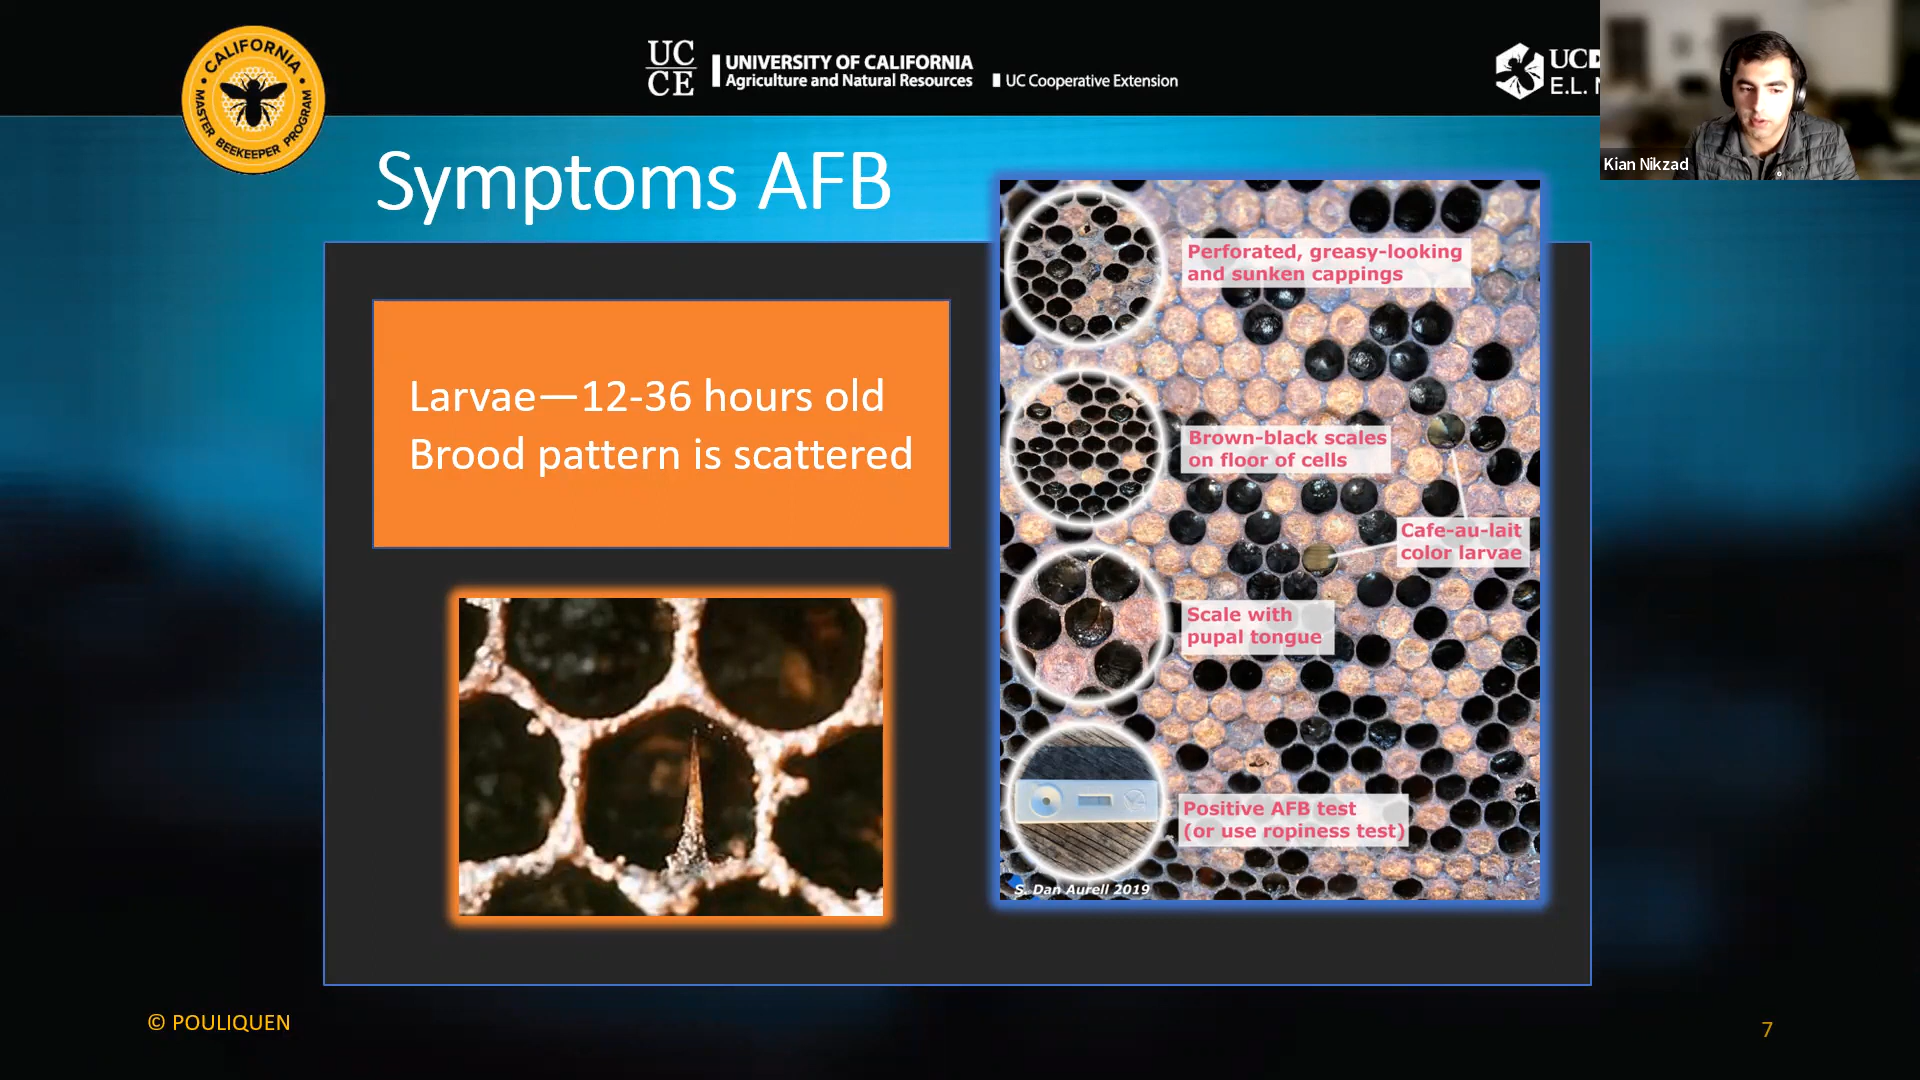 CALIFORNIA
MASTER BEEKEEPER PROGRAM
UC
CE
UNIVERSITY OF CALIFORNIA
Agriculture and Natural Resources
UC Cooperative Extension
UCD
E.L.
Kian Nikzad
Symptoms AFB
Larvae—12-36 hours old
Brood pattern is scattered
Perforated, greasy-looking
and sunken cappings
Brown-black scales
on floor of cells
Cafe-au-lait
color larvae
Scale with
pupal tongue
Positive AFB test
(or use ropiness test)
S. Dan Aurell 2019
© POULIQUEN
7